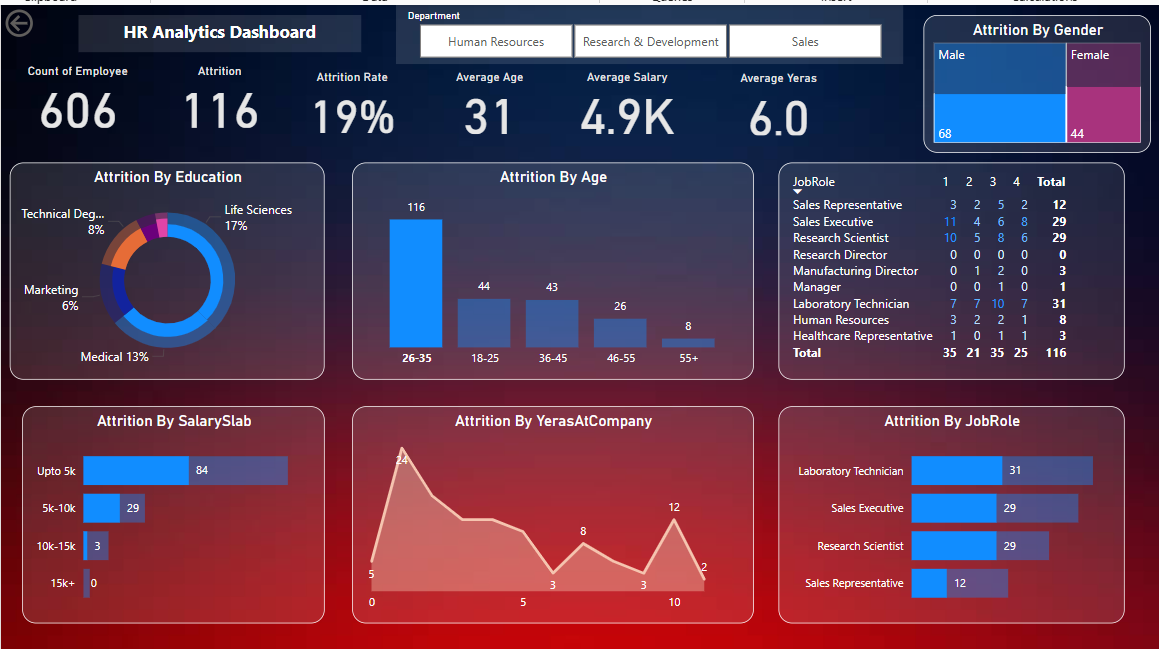 Department
HR Analytics Dashboard
Human Resources
Research & Development
Sales
Count of Employee
606
Attrition
116
Attrition Rate
19%
Average Age
31
Average Salary
4.9K
Average Yeras
6.0
Attrition By Gender
Male
Female
68
44
Attrition By Education
Technical Deg...
8%
Life Sciences
17%
Marketing
6%
Medical 13%
Attrition By Age
116
44
43
26
8
26-35
18-25
36-45
46-55
55+
JobRole 1 2 3 4 Total
Sales Representative 3 2 5 2 12
Sales Executive 11 4 6 8 29
Research Scientist 10 5 8 6 29
Research Director 0 0 0 0 0
Manufacturing Director 0 1 2 0 3
Manager 0 0 1 0 1
Laboratory Technician 7 7 10 7 31
Human Resources 3 2 2 1 8
Healthcare Representative 1 0 1 1 3
Total 35 21 35 25 116
Attrition By SalarySlab
Upto 5k 84
5k-10k 29
10k-15k 3
15k+ 0
Attrition By YerasAtCompany
24
12
8
5
3
3
2
0
5
10
Attrition By JobRole
Laboratory Technician 31
Sales Executive 29
Research Scientist 29
Sales Representative 12